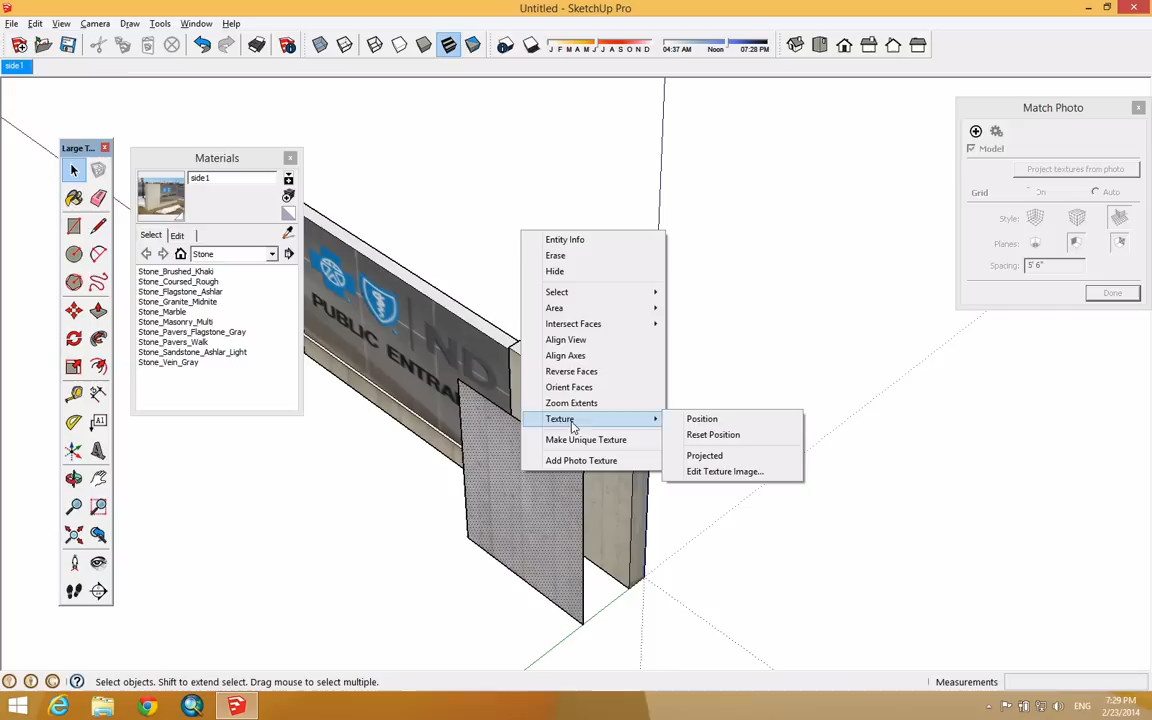 Untitled - SketchUp Pro
File Edit View Camera Draw Tools Window Help
J F M A M J J A S O N D
04:37 AM Noon 07:28 PM
side1
Large T...
Materials
side1
Select Edit
Stone
Stone_Brushed_Khaki
Stone_Coursed_Rough
Stone_Flagstone_Ashlar
Stone_Granite_Midnite
Stone_Marble
Stone_Masonry_Multi
Stone_Pavers_Flagstone_Gray
Stone_Pavers_Walk
Stone_Sandstone_Ashlar_Light
Stone_Vein_Gray
A1
ND
PUBLIC ENTRA
Entity Info
Erase
Hide
Select
Area
Intersect Faces
Align View
Align Axes
Reverse Faces
Orient Faces
Zoom Extents
Texture
Make Unique Texture
Add Photo Texture
Position
Reset Position
Projected
Edit Texture Image...
Match Photo
Model
Project textures from photo
Grid On Auto
Style:
Planes:
Spacing: 5' 6"
Done
Select objects. Shift to extend select. Drag mouse to select multiple.
Measurements
ENG
7:29 PM
2/23/2014